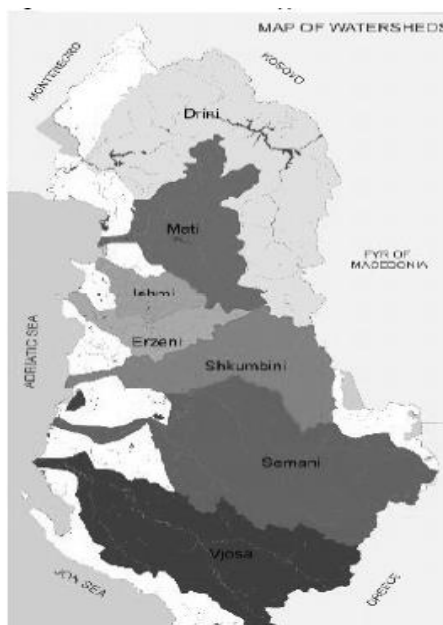 MAP OF WATERSHEDS
MONTENEGRO
KOSOVO
Drini
Mati
FYR OF
MACEDONIA
Ishmi
Erzeni
ADRIATIC SEA
Shkumbini
Semani
Vjosa
JON SEA
GREECE